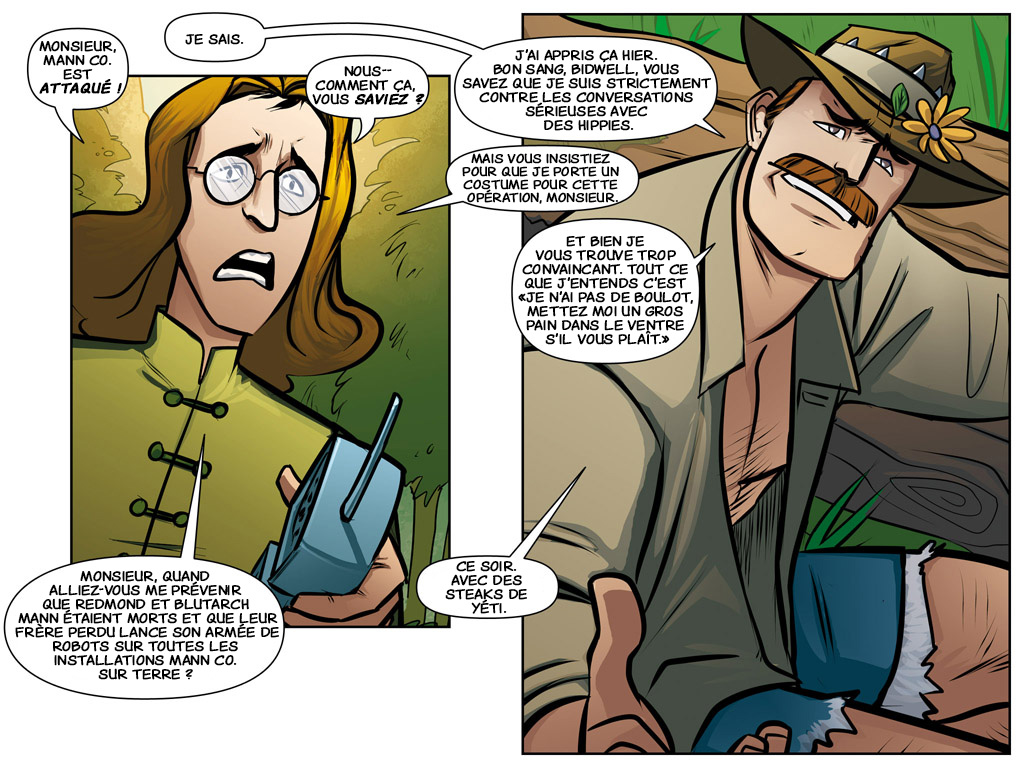 MONSIEUR,
MANN CO.
EST
ATTAQUÉ !
JE SAIS.
NOUS--
COMMENT ÇA,
VOUS SAVIEZ ?
J'AI APPRIS ÇA HIER.
BON SANG, BIDWELL, VOUS
SAVEZ QUE JE SUIS STRICTEMENT
CONTRE LES CONVERSATIONS
SÉRIEUSES AVEC
DES HIPPIES.
MAIS VOUS INSISTIEZ
POUR QUE JE PORTE UN
COSTUME POUR CETTE
OPÉRATION, MONSIEUR.
ET BIEN JE
VOUS TROUVE TROP
CONVAINCANT. TOUT CE
QUE J'ENTENDS C'EST
«JE N'AI PAS DE BOULOT,
METTEZ MOI UN GROS
PAIN DANS LE VENTRE
S'IL VOUS PLAÎT.»
MONSIEUR, QUAND
ALLIEZ-VOUS ME PRÉVENIR
QUE REDMOND ET BLUTARCH
MANN ÉTAIENT MORTS ET QUE LEUR
FRÈRE PERDU LANCE SON ARMÉE DE
ROBOTS SUR TOUTES LES
INSTALLATIONS MANN CO.
SUR TERRE ?
CE SOIR.
AVEC DES
STEAKS DE
YÉTI.